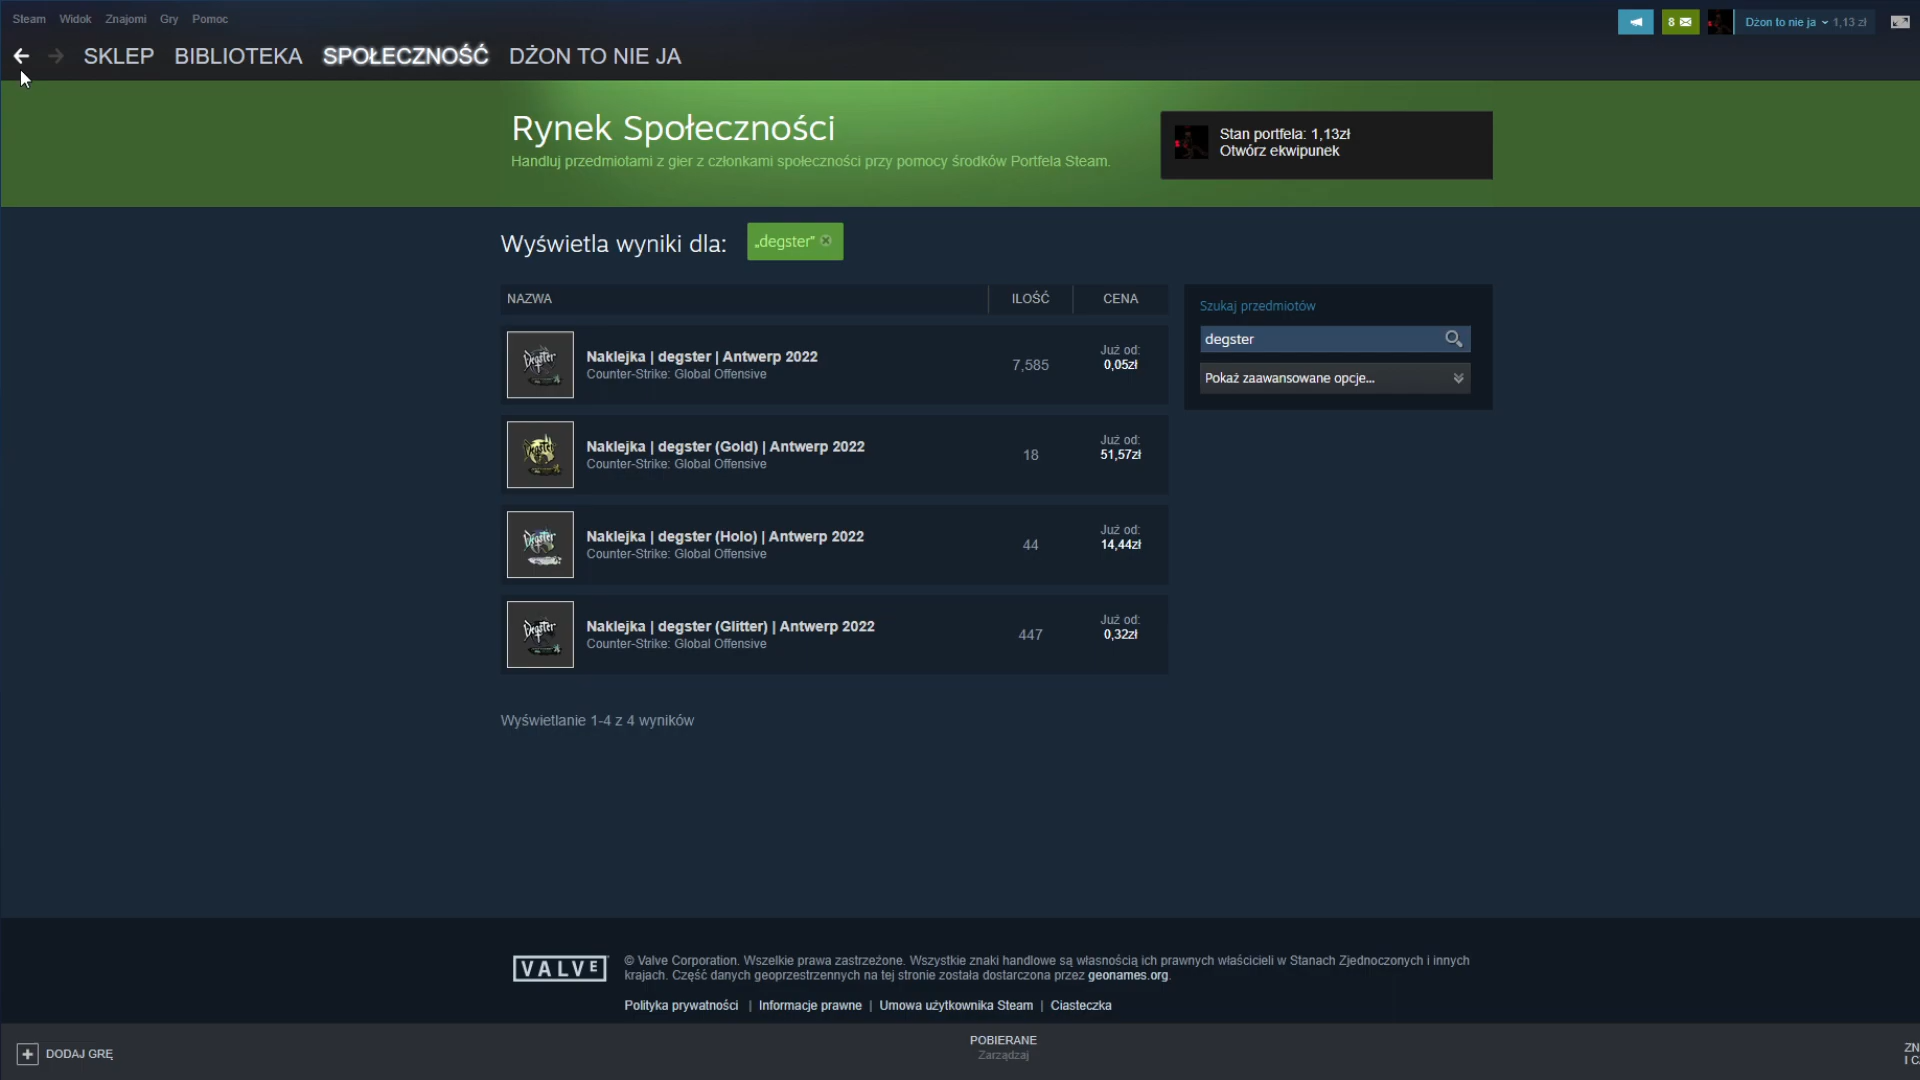 Steam Widok Znajomi Gry Pomoc
8 Dżon to nie ja 1,13 zł
SKLEP BIBLIOTEKA SPOŁECZNOŚĆ DŻON TO NIE JA
Rynek Społeczności
Handluj przedmiotami z gier z członkami społeczności przy pomocy środków Portfela Steam.
Stan portfela: 1,13zł
Otwórz ekwipunek
Wyświetla wyniki dla: „degster”
NAZWA ILOŚĆ CENA
Naklejka | degster | Antwerp 2022
Counter-Strike: Global Offensive
7,585
Już od:
0,05zł
Naklejka | degster (Gold) | Antwerp 2022
Counter-Strike: Global Offensive
18
Już od:
51,57zł
Naklejka | degster (Holo) | Antwerp 2022
Counter-Strike: Global Offensive
44
Już od:
14,44zł
Naklejka | degster (Glitter) | Antwerp 2022
Counter-Strike: Global Offensive
447
Już od:
0,32zł
Wyświetlanie 1-4 z 4 wyników
Szukaj przedmiotów
degster
Pokaż zaawansowane opcje...
VALVE
© Valve Corporation. Wszelkie prawa zastrzeżone. Wszystkie znaki handlowe są własnością ich prawnych właścicieli w Stanach Zjednoczonych i innych
krajach. Część danych geoprzestrzennych na tej stronie została dostarczona przez geonames.org.
Polityka prywatności | Informacje prawne | Umowa użytkownika Steam | Ciasteczka
DODAJ GRĘ
POBIERANE
Zarządzaj